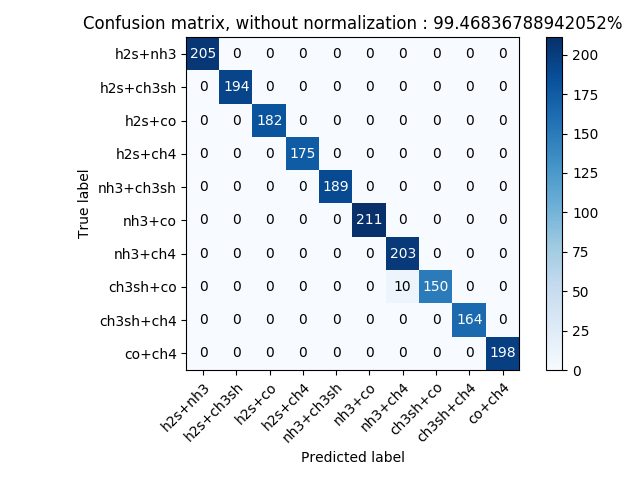 Confusion matrix, without normalization : 99.46836788942052%
True label
h2s+nh3 205 0 0 0 0 0 0 0 0 0
h2s+ch3sh 0 194 0 0 0 0 0 0 0 0
h2s+co 0 0 182 0 0 0 0 0 0 0
h2s+ch4 0 0 0 175 0 0 0 0 0 0
nh3+ch3sh 0 0 0 0 189 0 0 0 0 0
nh3+co 0 0 0 0 0 211 0 0 0 0
nh3+ch4 0 0 0 0 0 0 203 0 0 0
ch3sh+co 0 0 0 0 0 0 10 150 0 0
ch3sh+ch4 0 0 0 0 0 0 0 0 164 0
co+ch4 0 0 0 0 0 0 0 0 0 198
h2s+nh3 h2s+ch3sh h2s+co h2s+ch4 nh3+ch3sh nh3+co nh3+ch4 ch3sh+co ch3sh+ch4 co+ch4
Predicted label
200
175
150
125
100
75
50
25
0